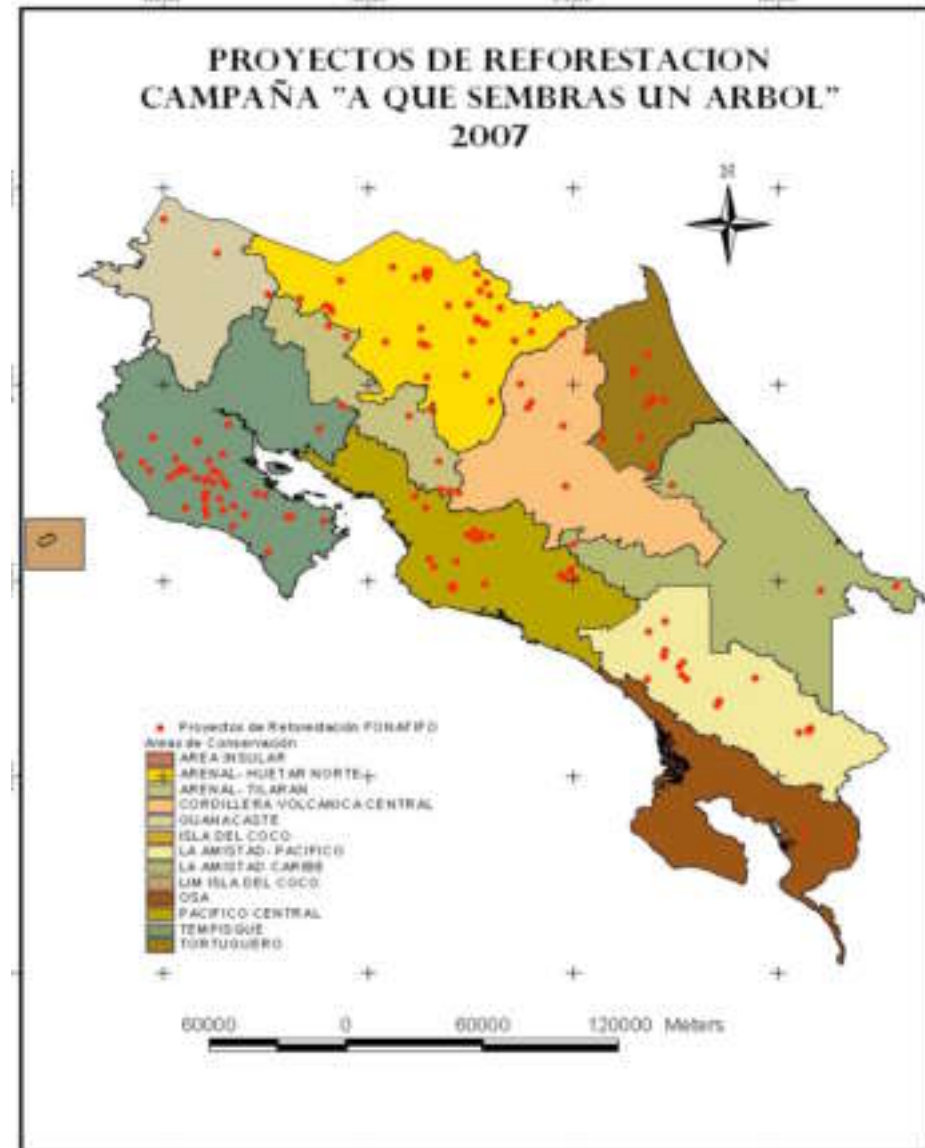 PROYECTOS DE REFORESTACION
CAMPAÑA "A QUE SEMBRAS UN ARBOL"
2007
N
Proyectos de Reforestación FONAFIFO
Areas de Conservación
AREA INSULAR
ARENAL- HUETAR NORTE
ARENAL- TILARAN
CORDILLERA VOLCANICA CENTRAL
GUANACASTE
ISLA DEL COCO
LA AMISTAD- PACIFICO
LA AMISTAD CARIBE
LIM ISLA DEL COCO
OSA
PACIFICO CENTRAL
TEMPISQUE
TORTUGUERO
60000 0 60000 120000 Meters